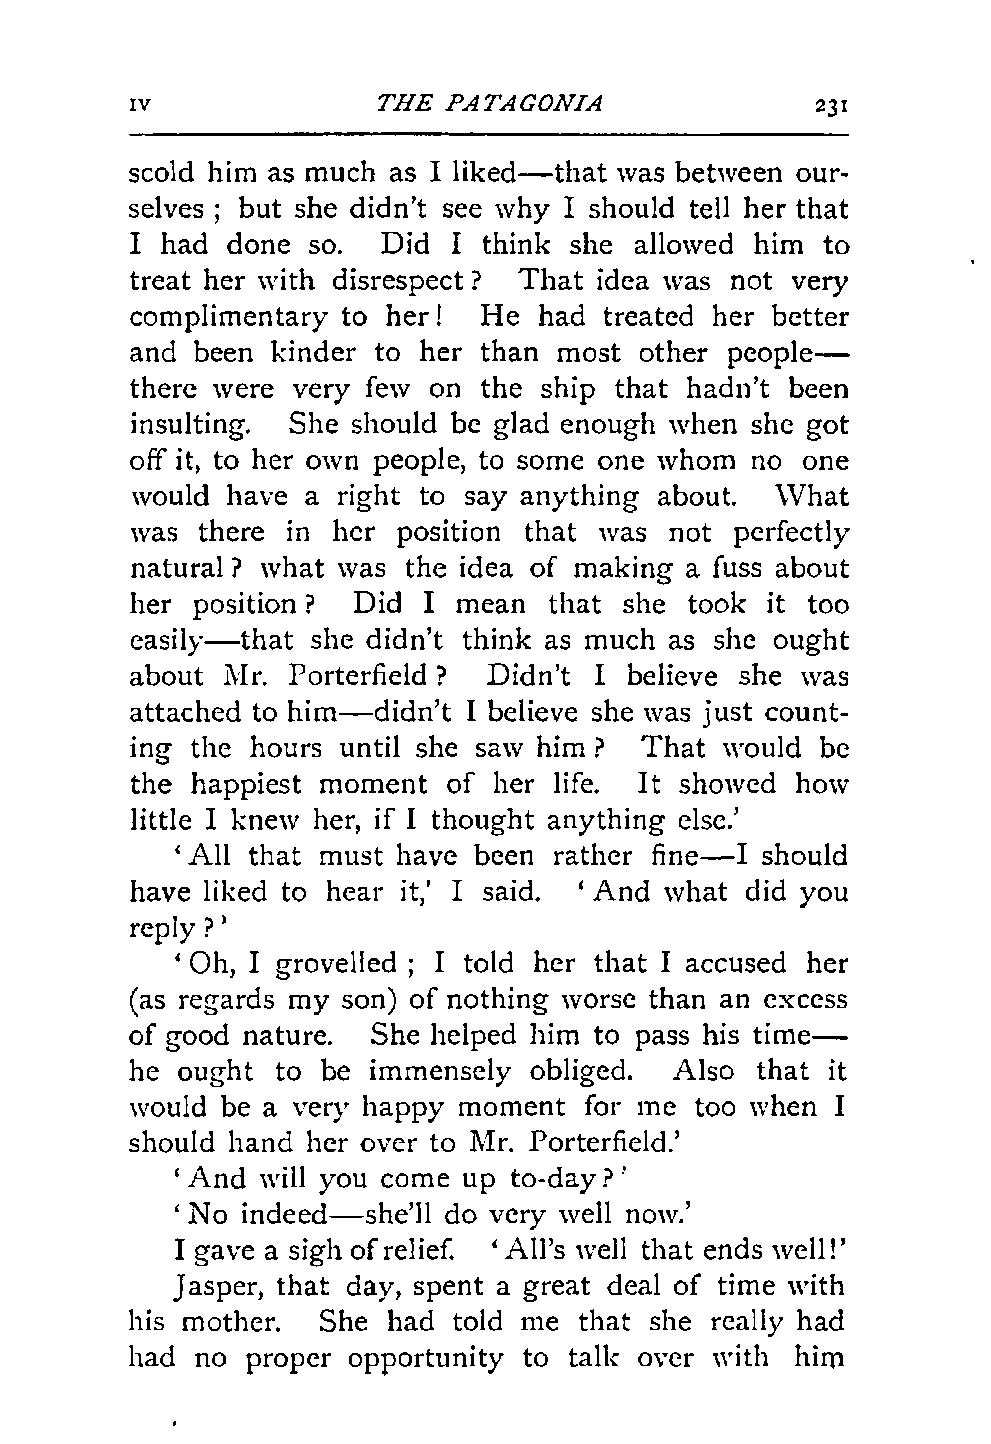 IV THE PATAGONIA 231
scold him as much as I liked—that was between our-
selves ; but she didn't see why I should tell her that
I had done so. Did I think she allowed him to
treat her with disrespect ? That idea was not very
complimentary to her ! He had treated her better
and been kinder to her than most other people—
there were very few on the ship that hadn't been
insulting. She should be glad enough when she got
off it, to her own people, to some one whom no one
would have a right to say anything about. What
was there in her position that was not perfectly
natural ? what was the idea of making a fuss about
her position ? Did I mean that she took it too
easily—that she didn't think as much as she ought
about Mr. Porterfield ? Didn't I believe she was
attached to him—didn't I believe she was just count-
ing the hours until she saw him ? That would be
the happiest moment of her life. It showed how
little I knew her, if I thought anything else.'
‘ All that must have been rather fine—I should
have liked to hear it,' I said. ‘ And what did you
reply ? '
‘ Oh, I grovelled ; I told her that I accused her
(as regards my son) of nothing worse than an excess
of good nature. She helped him to pass his time—
he ought to be immensely obliged. Also that it
would be a very happy moment for me too when I
should hand her over to Mr. Porterfield.'
‘ And will you come up to-day ? '
‘ No indeed—she'll do very well now.'
I gave a sigh of relief. ‘ All's well that ends well !'
Jasper, that day, spent a great deal of time with
his mother. She had told me that she really had
had no proper opportunity to talk over with him